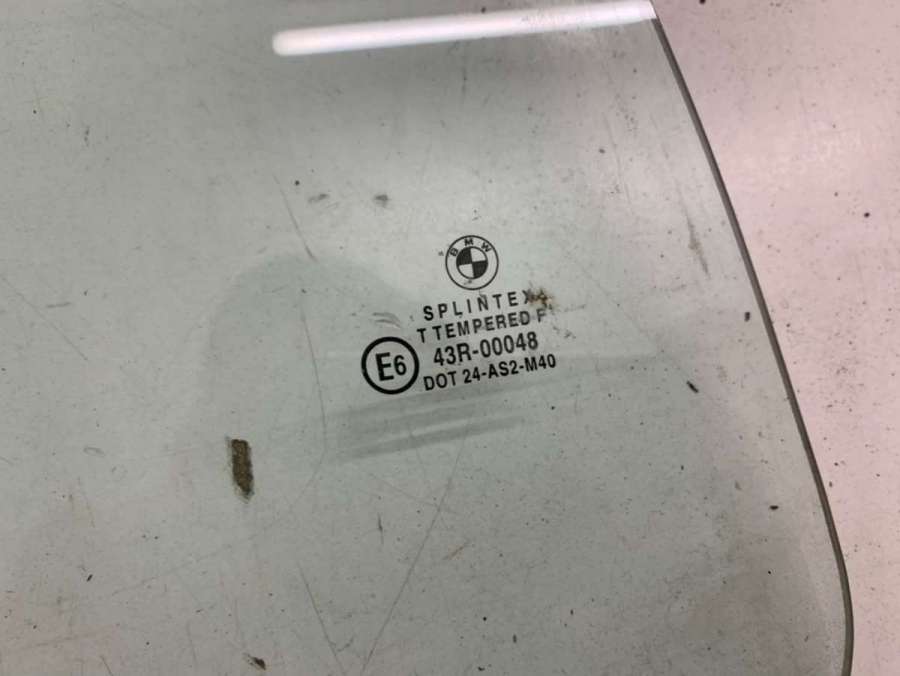 BMW
SPLINTEX
T TEMPERED F
E6 43R-00048
DOT 24-AS2-M40